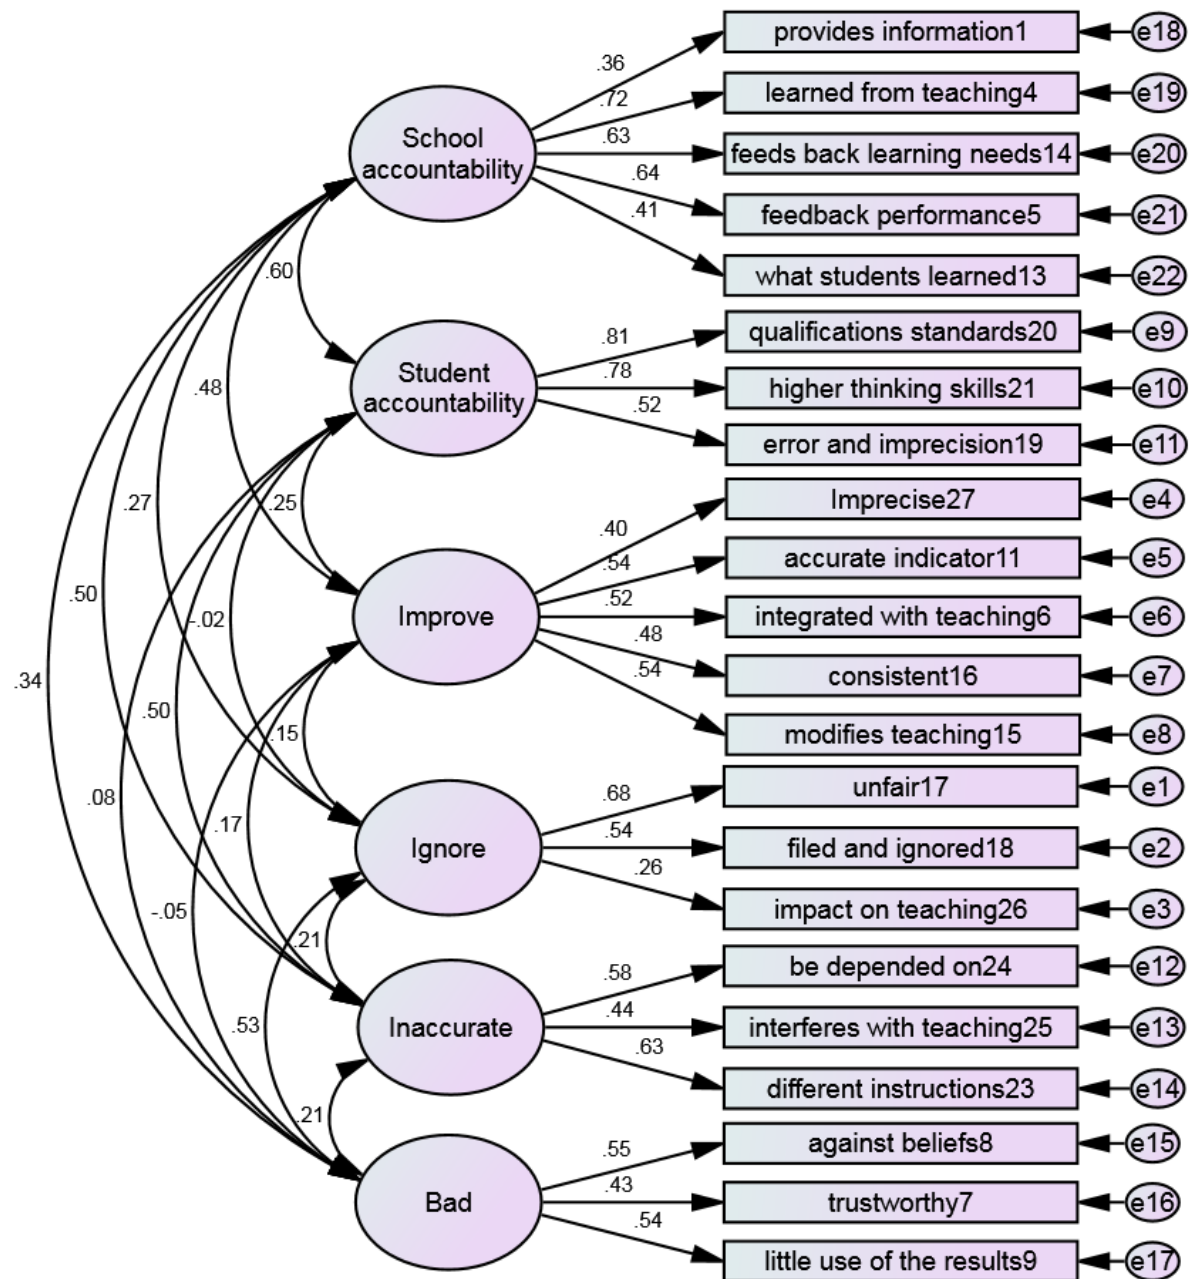 provides information1
e18
.36
learned from teaching4
e19
.72
School
accountability
.63
feeds back learning needs14
e20
.64
feedback performance5
e21
.41
what students learned13
e22
.60
.81
qualifications standards20
e9
Student
accountability
.78
higher thinking skills21
e10
.48
.52
error and imprecision19
e11
.27
.25
Imprecise27
e4
.40
accurate indicator11
e5
.54
.50
-.02
Improve
.52
integrated with teaching6
e6
.48
consistent16
e7
.34
.50
.15
.54
modifies teaching15
e8
.08
.17
.68
unfair17
e1
Ignore
.54
filed and ignored18
e2
.26
impact on teaching26
e3
-.05
.21
.58
be depended on24
e12
.53
Inaccurate
.44
interferes with teaching25
e13
.63
different instructions23
e14
.21
.55
against beliefs8
e15
Bad
.43
trustworthy7
e16
.54
little use of the results9
e17